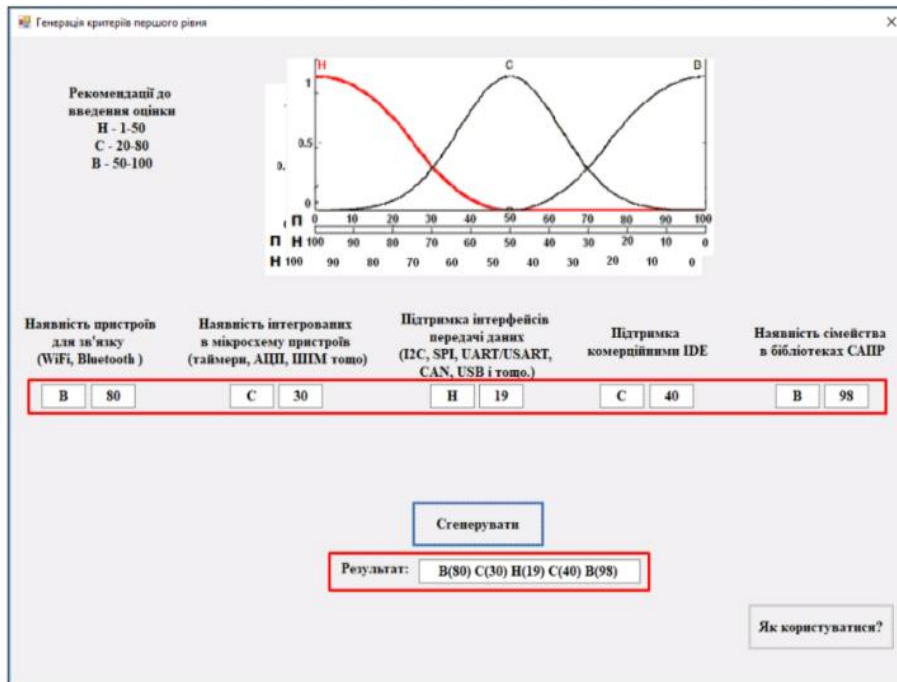 Генерація критеріїв першого рівня
Рекомендації до
введення оцінки
Н - 1-50
С - 20-80
В - 50-100
Н С В
1
0.5
0.
0
П 0 10 20 30 40 50 60 70 80 90 100
П Н 100 90 80 70 60 50 40 30 20 10 0
Н 100 90 80 70 60 50 40 30 20 10 0
Наявність пристроїв
для зв'язку
(WiFi, Bluetooth )
Наявність інтегрованих
в мікросхему пристроїв
(таймери, АЦП, ШІМ тощо)
Підтримка інтерфейсів
передачі даних
(I2C, SPI, UART/USART,
CAN, USB і тощо.)
Підтримка
комерційними IDE
Наявність сімейства
в бібліотеках САПР
В 80 С 30 Н 19 С 40 В 98
Сгенерувати
Результат: В(80) С(30) Н(19) С(40) В(98)
Як користуватися?